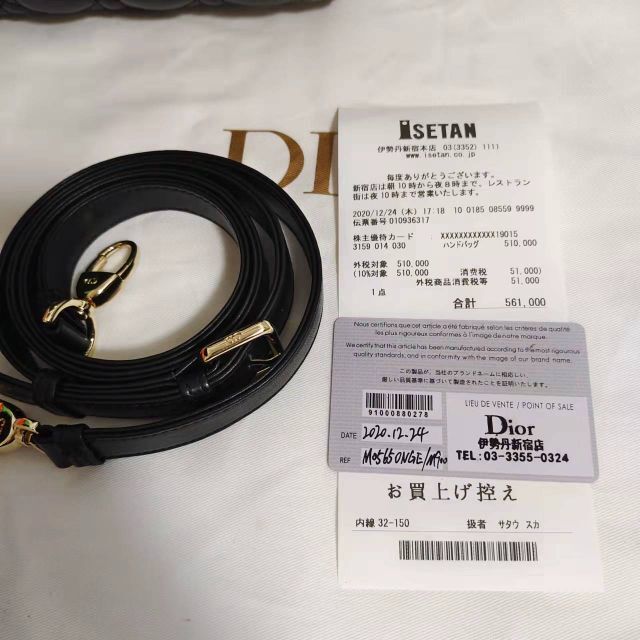 ISETAN
伊勢丹新宿本店 03(3352) 1111
www.isetan.co.jp
毎度ありがとうございます。
新宿店は朝10時から夜8時まで、レストラン
街は夜10時まで営業いたします。
2020/12/24 (木) 17:18 10 0185 08559 9999
伝票番号 010936317
株主優待カード : XXXXXXXXXXXX19015
3159 014 030 ハンドバッグ 510,000
外税対象 510,000
(10%対象 510,000 消費税 51,000)
外税商品消費税等 51,000
1点
合計 561,000
Nous certifions que cet article a été fabriqué selon les critères de qualité
les plus rigoureux conformément à l'image de notre marque.
We certify that this article has been manufactured according to the most rigourous
quality standards, and in conformity with the image of our brand name.
この製品が、当社のブランドネームに相応しい、
厳しい品質基準に基づいて製造されたことを証明いたします。
91000880278
DATE 2020.12.24
REF M0565ONGE/M900
LIEU DE VENTE / POINT OF SALE
Dior
伊勢丹新宿店
TEL:03-3355-0324
お買上げ控え
内線 32-150 扱者 サタウ スカ